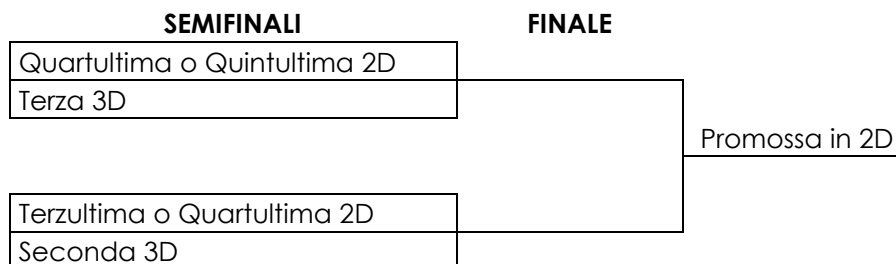 SEMIFINALI FINALE
Quartultima o Quintultima 2D
Terza 3D
Promossa in 2D
Terzultima o Quartultima 2D
Seconda 3D